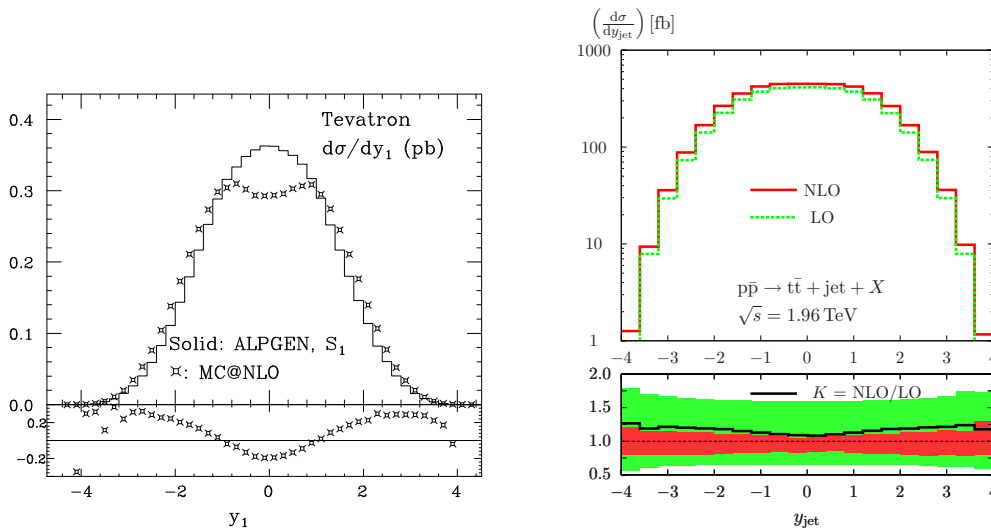 0.4
0.3
0.2
0.1
0.0
0.2
−0.2
−4 −2 0 2 4
y₁
Tevatron
dσ/dy₁ (pb)
Solid: ALPGEN, S₁
: MC@NLO
(dσ/dy_jet) [fb]
1000
100
10
1
NLO
LO
pp̄ → tt̄ + jet + X
√s = 1.96 TeV
−4 −3 −2 −1 0 1 2 3 4
2.0
1.5
1.0
0.5
K = NLO/LO
−4 −3 −2 −1 0 1 2 3 4
y_jet